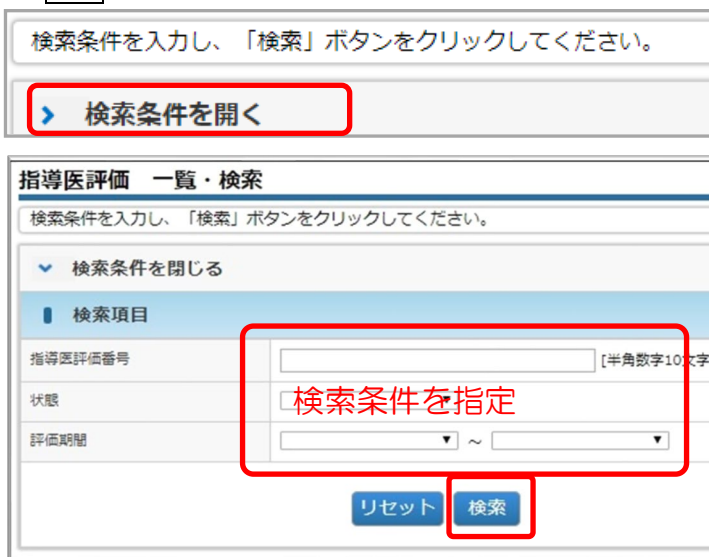 検索条件を入力し、「検索」ボタンをクリックしてください。
検索条件を開く
指導医評価 一覧・検索
検索条件を入力し、「検索」ボタンをクリックしてください。
検索条件を閉じる
検索項目
指導医評価番号 [半角数字10文字
状態 検索条件を指定
評価期間 ～
リセット 検索